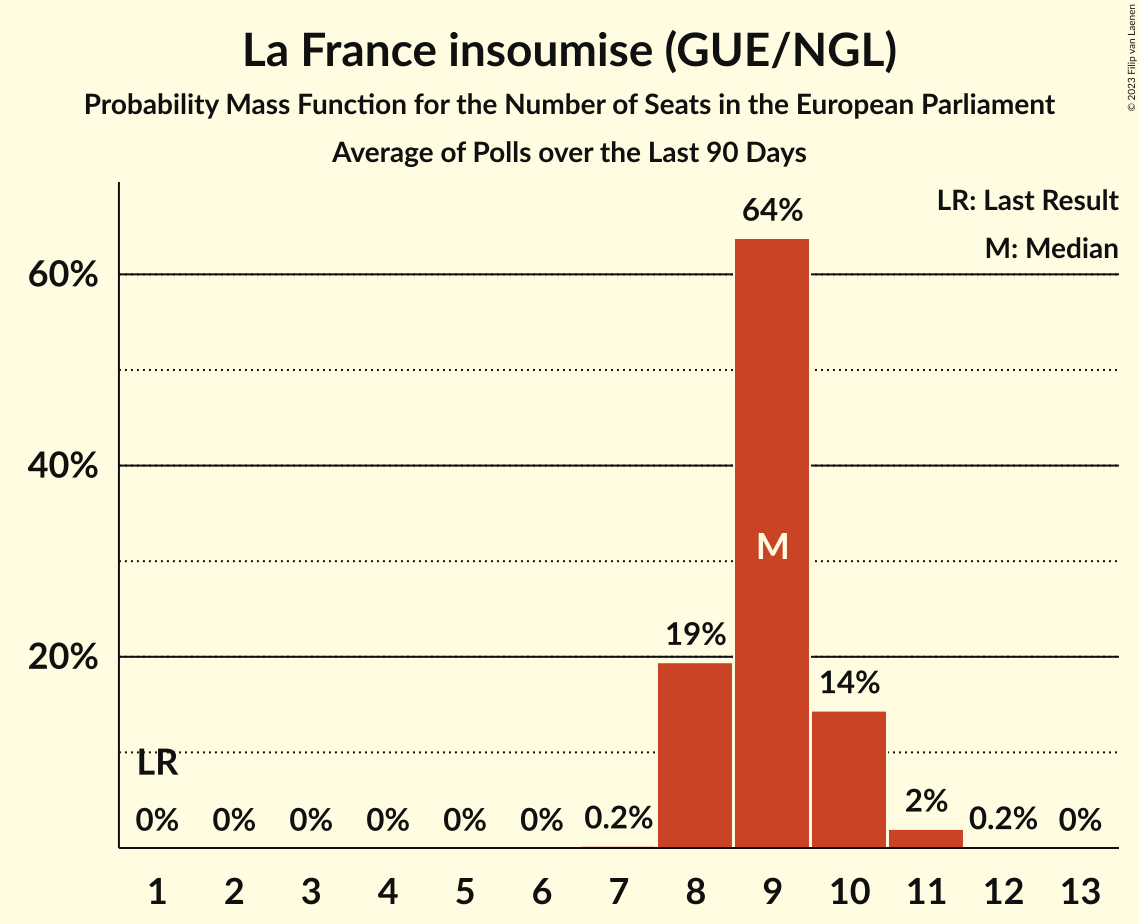 La France insoumise (GUE/NGL)
Probability Mass Function for the Number of Seats in the European Parliament
Average of Polls over the Last 90 Days
© 2023 Filip van Laenen
LR: Last Result
M: Median
60%
40%
20%
64%
M
19%
14%
LR
0%
0%
0%
0%
0%
0%
0.2%
2%
0.2%
0%
1 2 3 4 5 6 7 8 9 10 11 12 13